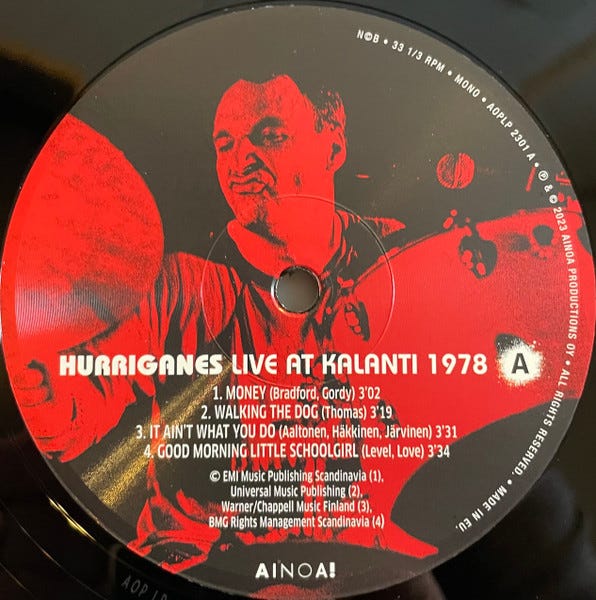 N©B • 33 1/3 RPM • MONO • AOPLP 2301 A • ℗ & © 2023 AINOA PRODUCTIONS OY • ALL RIGHTS RESERVED. • MADE IN EU.
HURRIGANES LIVE AT KALANTI 1978 A
1. MONEY (Bradford, Gordy) 3'02
2. WALKING THE DOG (Thomas) 3'19
3. IT AIN'T WHAT YOU DO (Aaltonen, Häkkinen, Järvinen) 3'31
4. GOOD MORNING LITTLE SCHOOLGIRL (Level, Love) 3'34
© EMI Music Publishing Scandinavia (1),
Universal Music Publishing (2),
Warner/Chappell Music Finland (3),
BMG Rights Management Scandinavia (4)
AINOA!
AOP LP